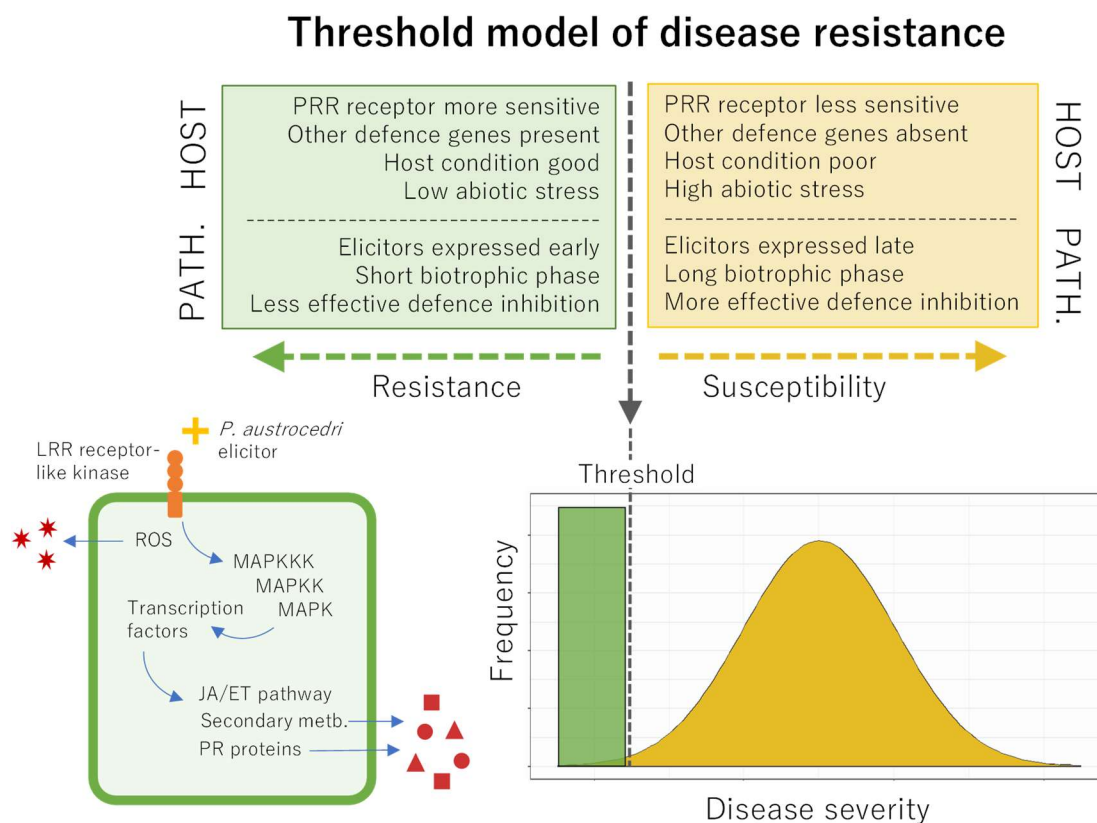 Threshold model of disease resistance
HOST
PATH.
PRR receptor more sensitive
Other defence genes present
Host condition good
Low abiotic stress
Elicitors expressed early
Short biotrophic phase
Less effective defence inhibition
PRR receptor less sensitive
Other defence genes absent
Host condition poor
High abiotic stress
Elicitors expressed late
Long biotrophic phase
More effective defence inhibition
HOST
PATH.
Resistance
Susceptibility
P. austrocedri
elicitor
LRR receptor-
like kinase
ROS
MAPKKK
MAPKK
MAPK
Transcription
factors
JA/ET pathway
Secondary metb.
PR proteins
Threshold
Frequency
Disease severity